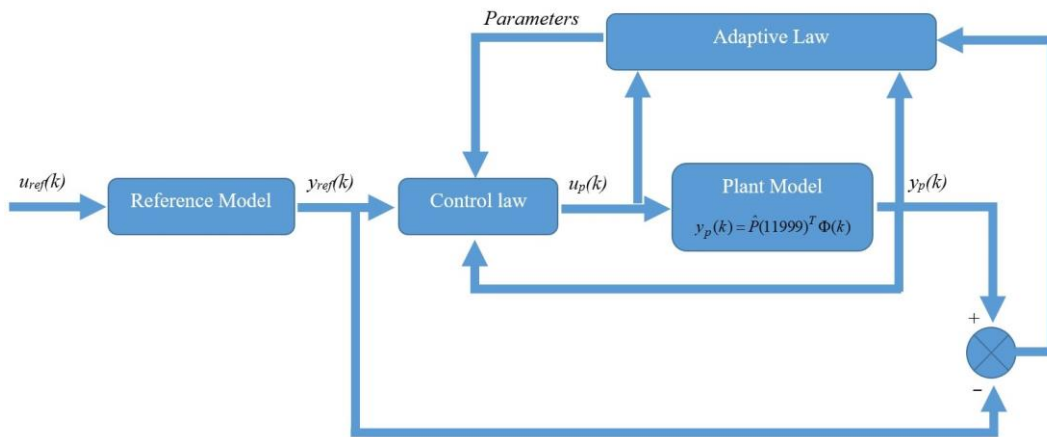 Parameters
Adaptive Law
u_ref(k)
Reference Model
y_ref(k)
Control law
u_p(k)
Plant Model
y_p(k) = P̂(11999)^T Φ(k)
y_p(k)
+
−